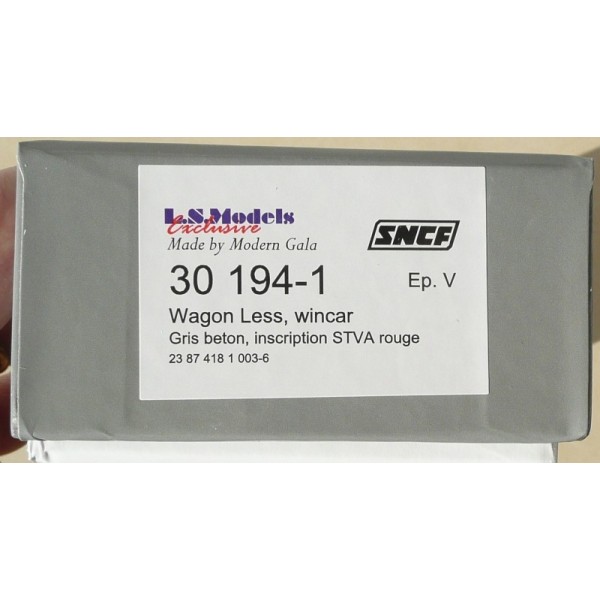 L.S.Models
Exclusive
Made by Modern Gala
SNCF
30 194-1
Ep. V
Wagon Less, wincar
Gris beton, inscription STVA rouge
23 87 418 1 003-6